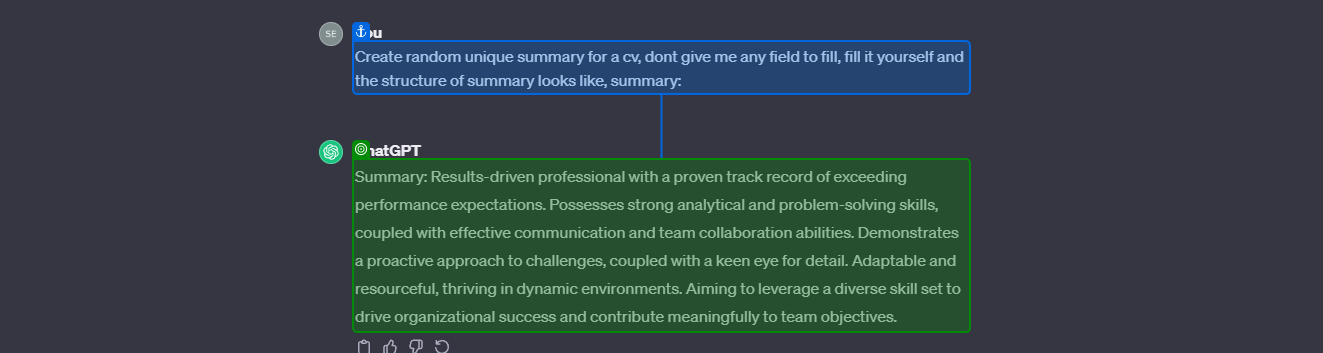 SE
ou
Create random unique summary for a cv, dont give me any field to fill, fill it yourself and
the structure of summary looks like, summary:
hatGPT
Summary: Results-driven professional with a proven track record of exceeding
performance expectations. Possesses strong analytical and problem-solving skills,
coupled with effective communication and team collaboration abilities. Demonstrates
a proactive approach to challenges, coupled with a keen eye for detail. Adaptable and
resourceful, thriving in dynamic environments. Aiming to leverage a diverse skill set to
drive organizational success and contribute meaningfully to team objectives.